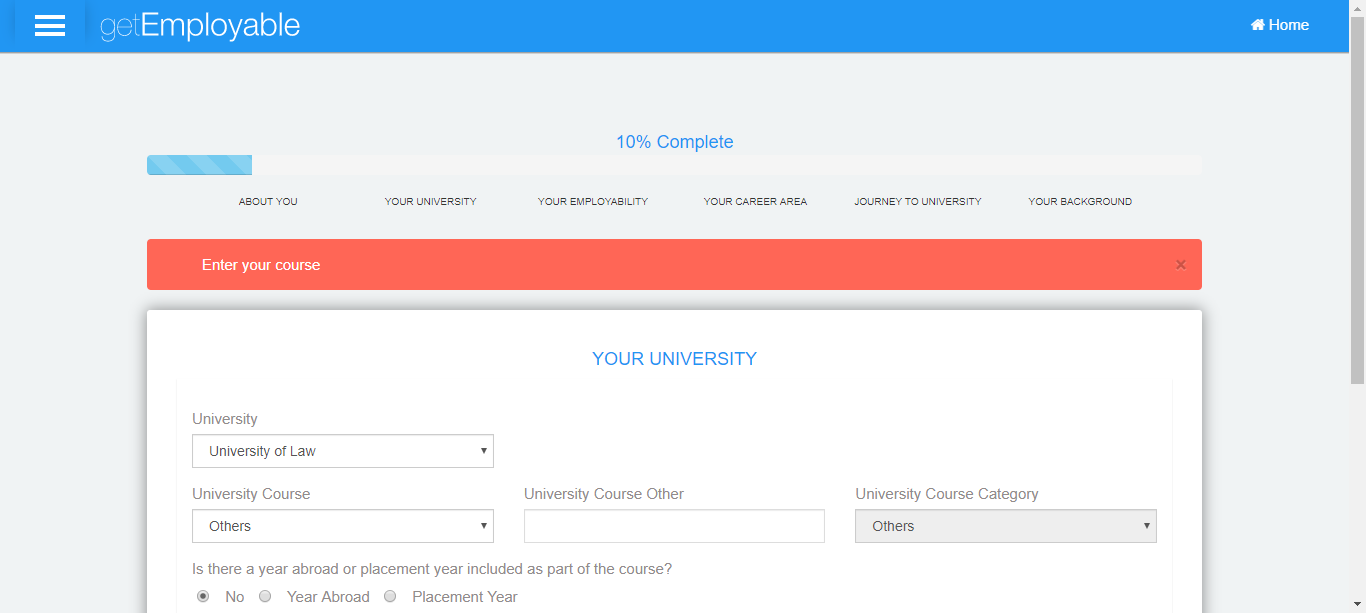 getEmployable Home
10% Complete
ABOUT YOU YOUR UNIVERSITY YOUR EMPLOYABILITY YOUR CAREER AREA JOURNEY TO UNIVERSITY YOUR BACKGROUND
Enter your course ×
YOUR UNIVERSITY
University
University of Law
University Course University Course Other University Course Category
Others Others
Is there a year abroad or placement year included as part of the course?
No Year Abroad Placement Year